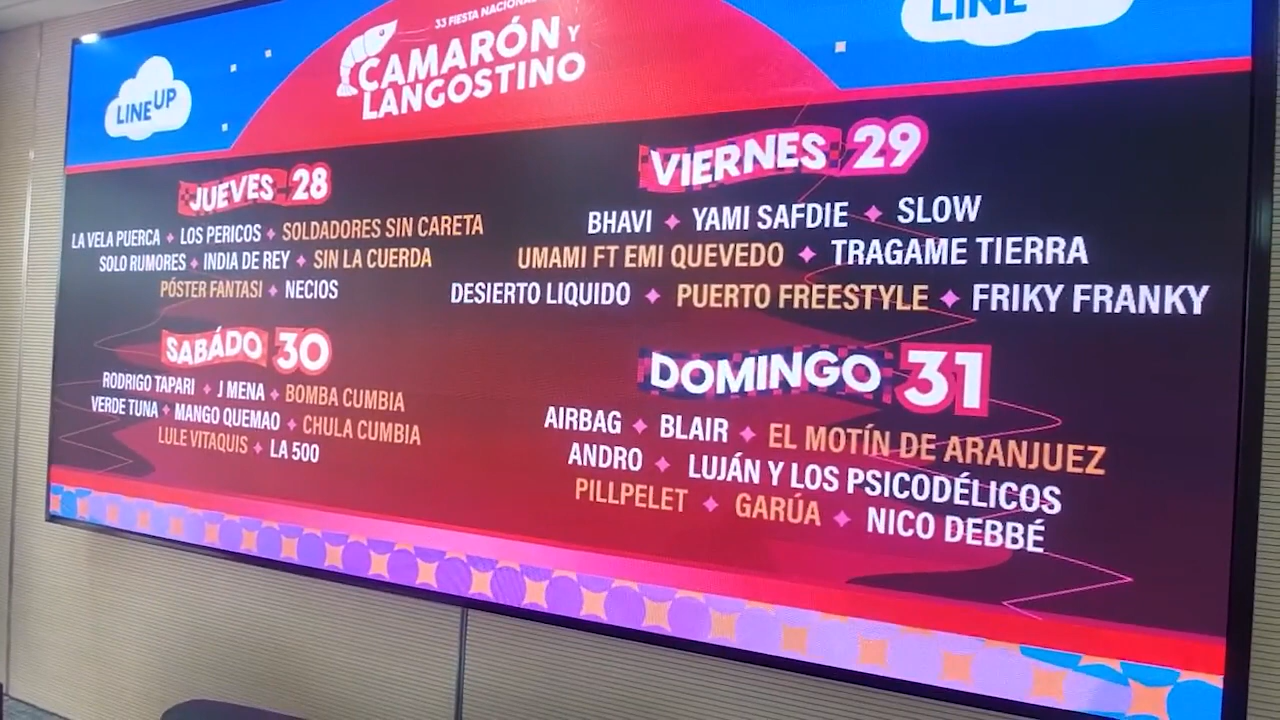 33 FIESTA NACIONAL
CAMARÓN Y
LANGOSTINO
LINEUP
LINE
JUEVES 28
LA VELA PUERCA ✦ LOS PERICOS ✦ SOLDADORES SIN CARETA
SOLO RUMORES ✦ INDIA DE REY ✦ SIN LA CUERDA
PÓSTER FANTASI ✦ NECIOS
VIERNES 29
BHAVI ✦ YAMI SAFDIE ✦ SLOW
UMAMI FT EMI QUEVEDO ✦ TRAGAME TIERRA
DESIERTO LIQUIDO ✦ PUERTO FREESTYLE ✦ FRIKY FRANKY
SABÁDO 30
RODRIGO TAPARI ✦ J MENA ✦ BOMBA CUMBIA
VERDE TUNA ✦ MANGO QUEMAO ✦ CHULA CUMBIA
LULE VITAQUIS ✦ LA 500
DOMINGO 31
AIRBAG ✦ BLAIR ✦ EL MOTÍN DE ARANJUEZ
ANDRO ✦ LUJÁN Y LOS PSICODÉLICOS
PILLPELET ✦ GARÚA ✦ NICO DEBBÉ